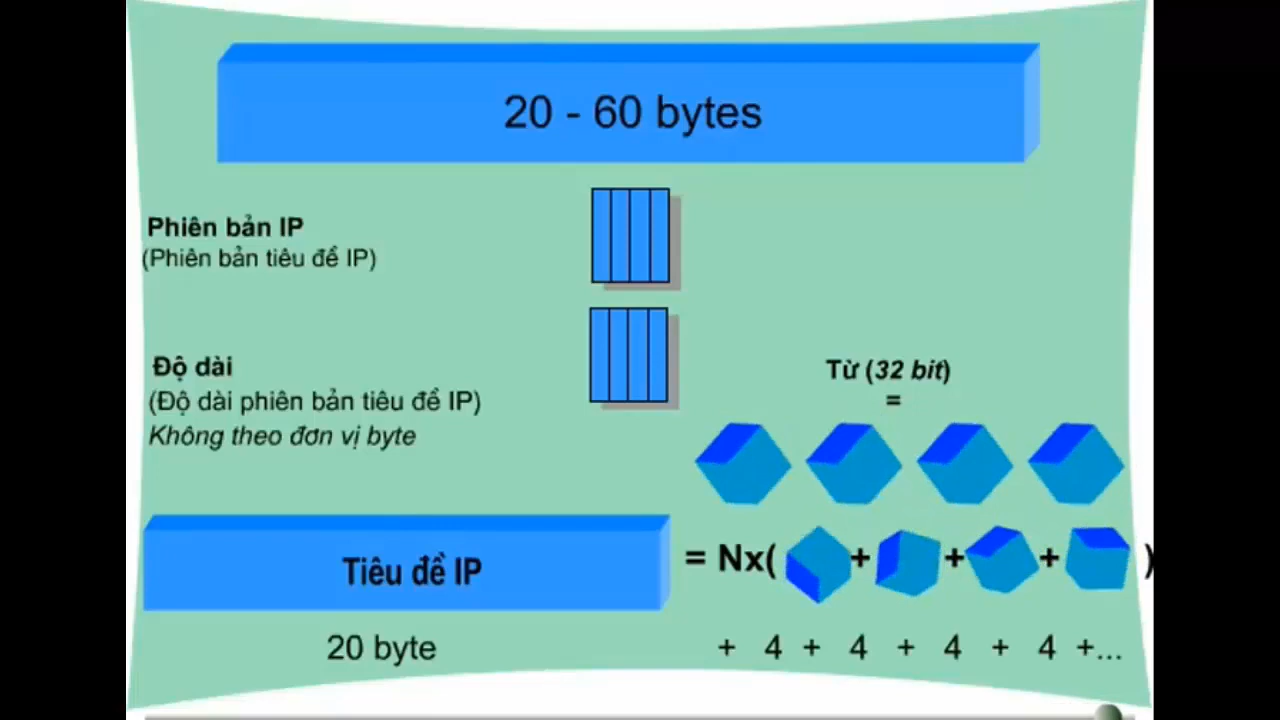 20 - 60 bytes
Phiên bản IP
(Phiên bản tiêu đề IP)
Độ dài
(Độ dài phiên bản tiêu đề IP)
Không theo đơn vị byte
Từ (32 bit)
=
Tiêu đề IP
= Nx( + + + )
20 byte
+ 4 + 4 + 4 + 4 +...